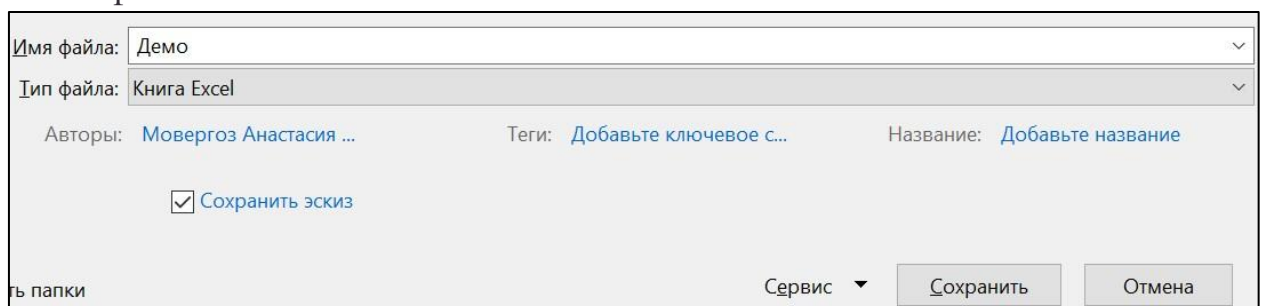 Имя файла: Демо
Тип файла: Книга Excel
Авторы: Мовергоз Анастасия ... Теги: Добавьте ключевое с... Название: Добавьте название
Сохранить эскиз
ть папки Сервис Сохранить Отмена